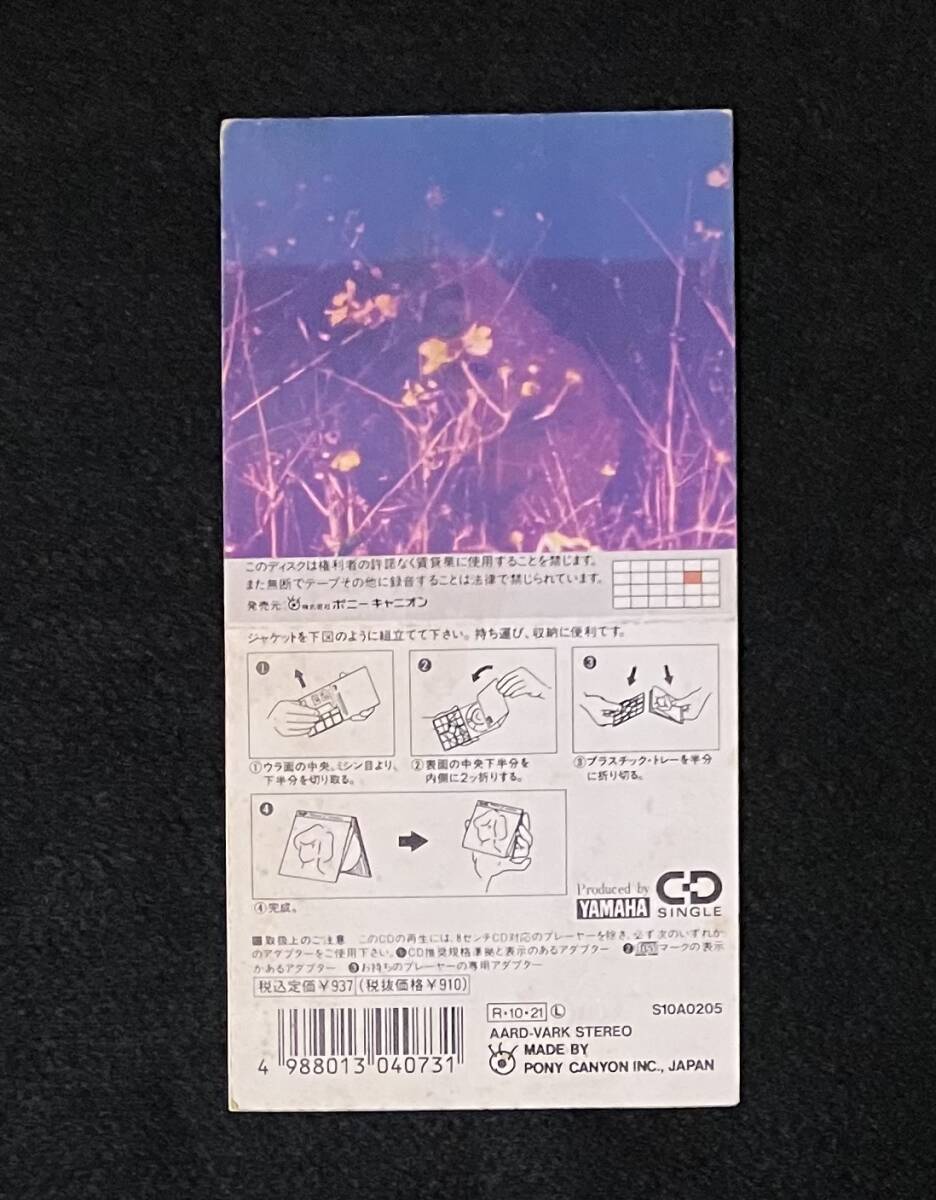 このディスクは権利者の許諾なく賃貸業に使用することを禁じます。
また無断でテープその他に録音することは法律で禁じられています。
発売元:株式会社ポニーキャニオン
ジャケットを下図のように組立てて下さい。持ち運び、収納に便利です。
❶ ❷ ❸
①ウラ面の中央、ミシン目より、下半分を切り取る。
②表面の中央下半分を内側に2ッ折りする。
③プラスチック・トレーを半分に折り切る。
❹
④完成。
Produced by
YAMAHA
CD
SINGLE
■取扱上のご注意 このCDの再生には、8センチCD対応のプレーヤーを除き、必ず次のいずれか
のアダプターをご使用下さい。❶CD推奨規格準拠と表示のあるアダプター ❷マークの表示
があるアダプター ❸お持ちのプレーヤーの専用アダプター
税込定価¥937(税抜価格¥910)
R・10・21 Ⓛ S10A0205
AARD-VARK STEREO
MADE BY
PONY CANYON INC., JAPAN
4 988013 040731